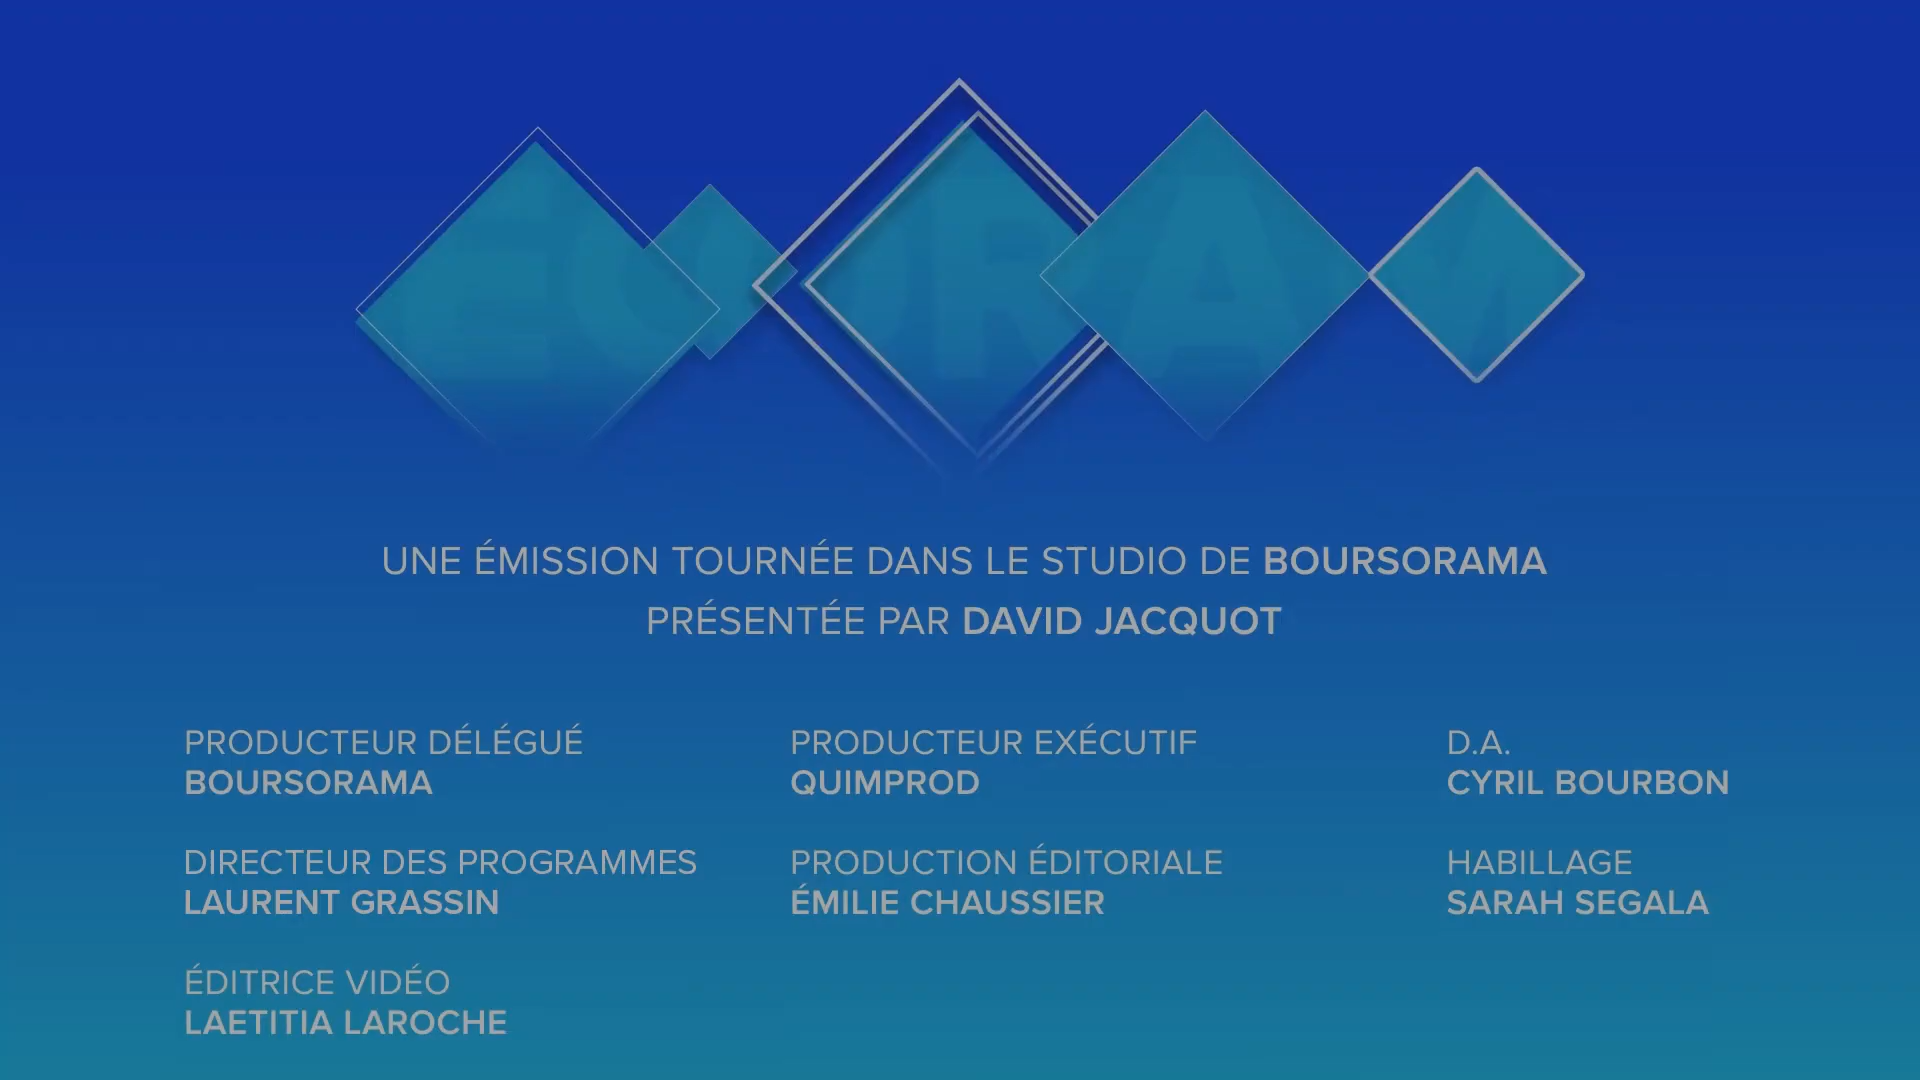 ECORAM
UNE ÉMISSION TOURNÉE DANS LE STUDIO DE BOURSORAMA
PRÉSENTÉE PAR DAVID JACQUOT
PRODUCTEUR DÉLÉGUÉ
BOURSORAMA
PRODUCTEUR EXÉCUTIF
QUIMPROD
D.A.
CYRIL BOURBON
DIRECTEUR DES PROGRAMMES
LAURENT GRASSIN
PRODUCTION ÉDITORIALE
ÉMILIE CHAUSSIER
HABILLAGE
SARAH SEGALA
ÉDITRICE VIDÉO
LAETITIA LAROCHE